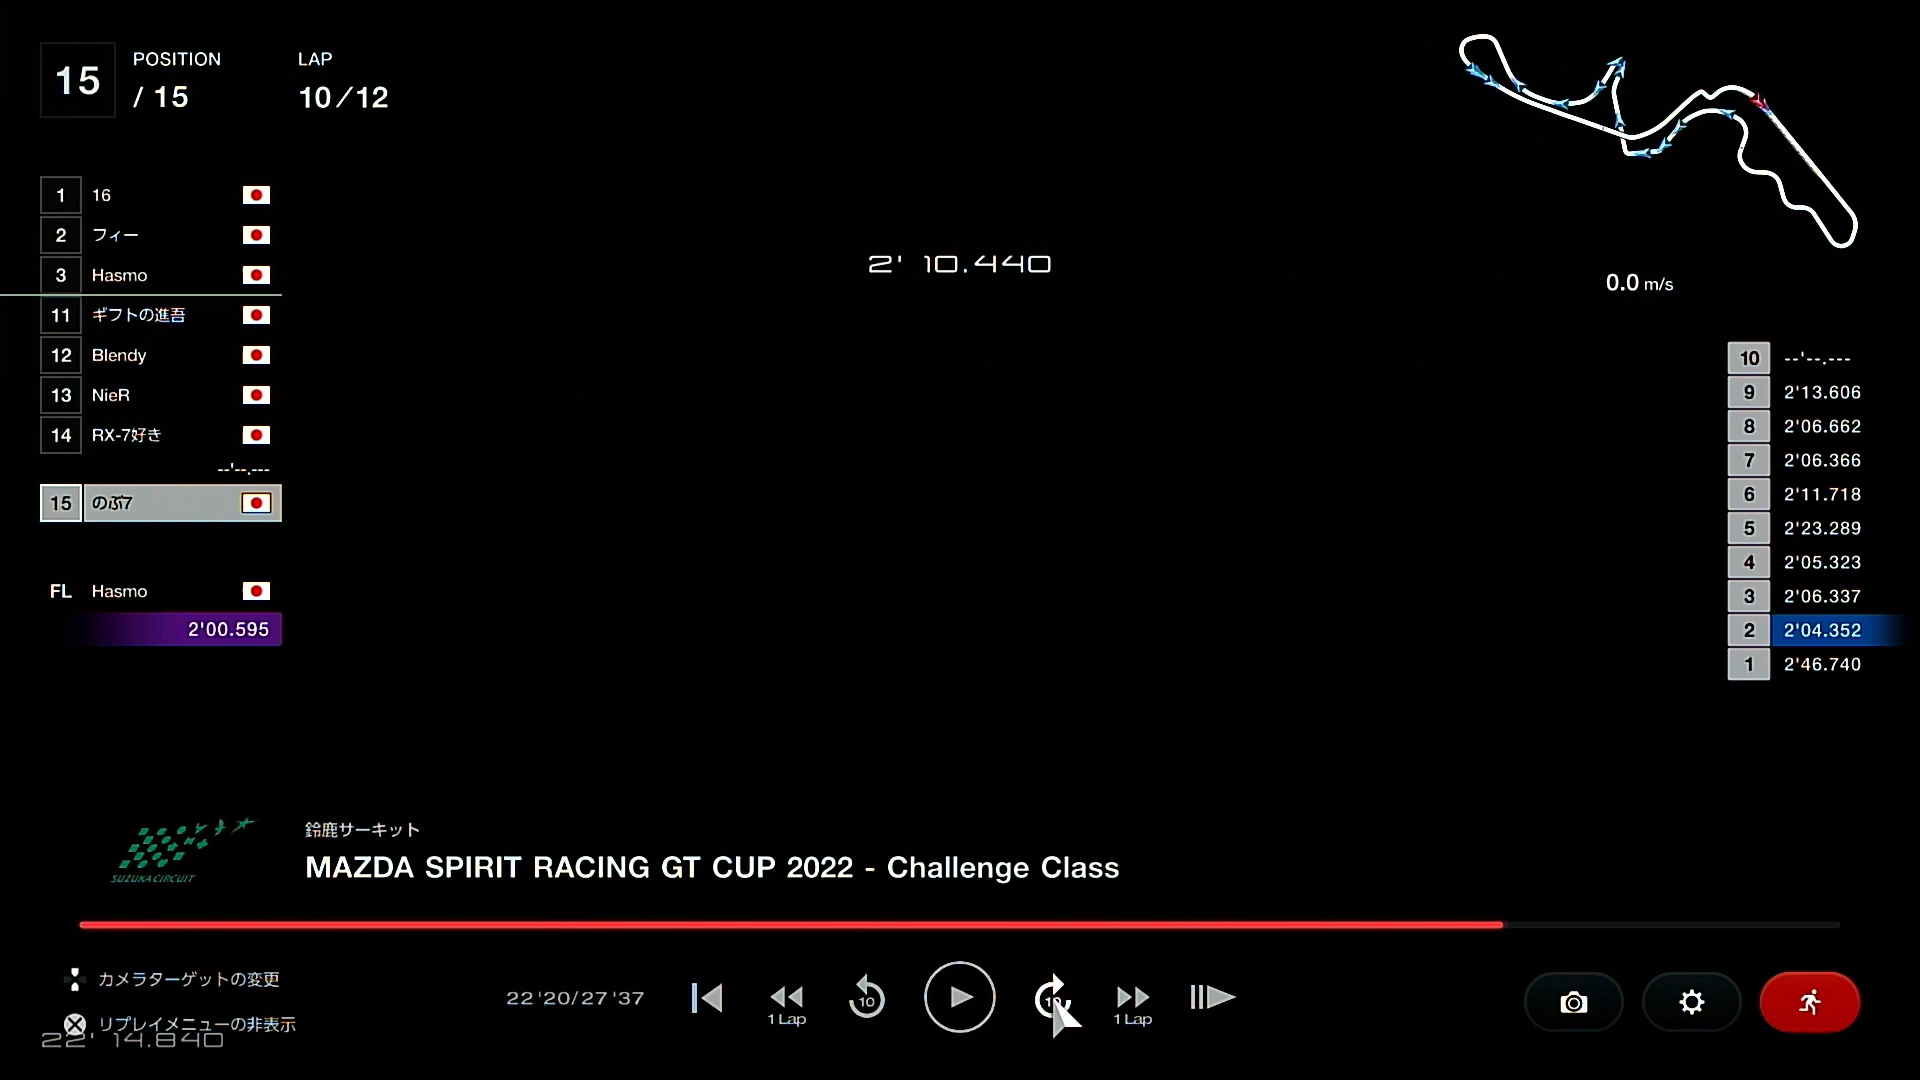 15
POSITION
/ 15
LAP
10/12
1 16
2 フィー
3 Hasmo
11 ギフトの進吾
12 Blendy
13 NieR
14 RX-7好き
--'--.---
15 のぶ7
FL Hasmo
2'00.595
2' 10.440
0.0 m/s
10 --'--.---
9 2'13.606
8 2'06.662
7 2'06.366
6 2'11.718
5 2'23.289
4 2'05.323
3 2'06.337
2 2'04.352
1 2'46.740
SUZUKA CIRCUIT
鈴鹿サーキット
MAZDA SPIRIT RACING GT CUP 2022 - Challenge Class
カメラターゲットの変更
リプレイメニューの非表示
22' 14.840
22'20/27'37
1 Lap
10
10
1 Lap